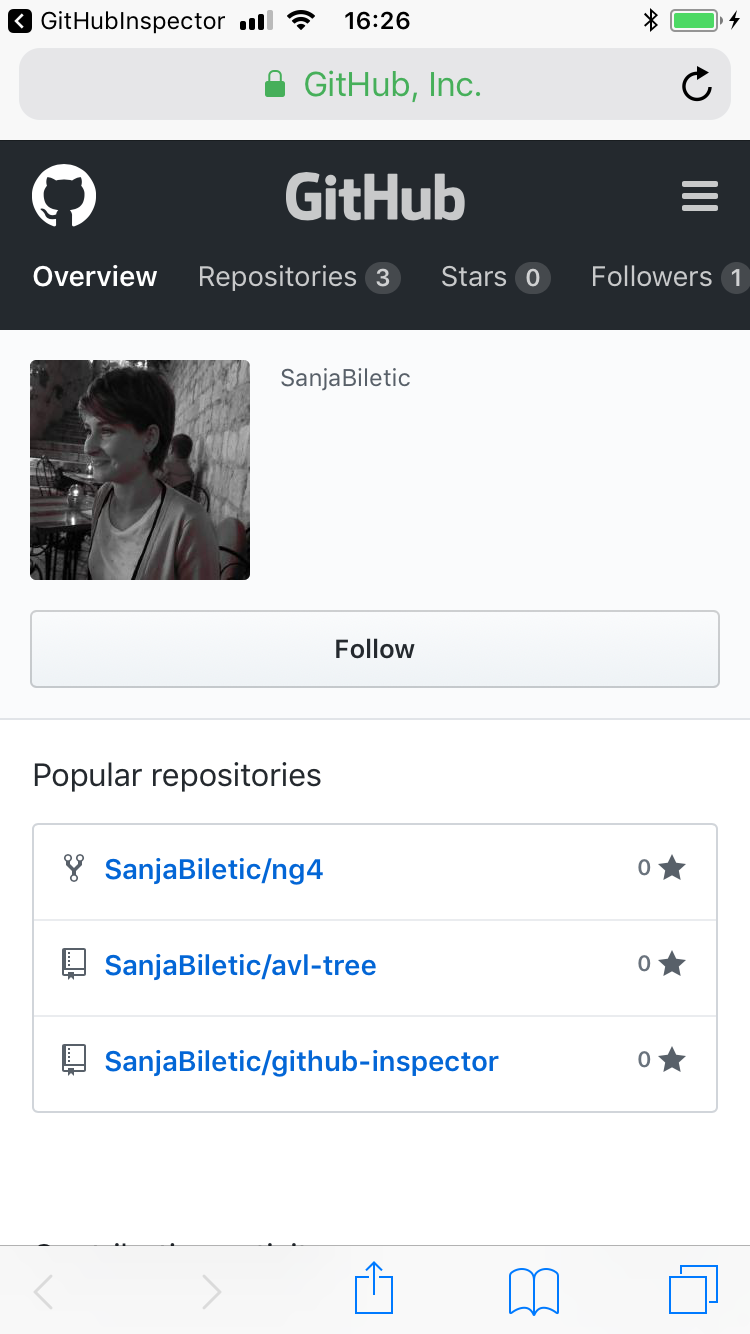 GitHubInspector 16:26
GitHub, Inc.
GitHub
Overview Repositories 3 Stars 0 Followers 1
SanjaBiletic
Follow
Popular repositories
SanjaBiletic/ng4 0
SanjaBiletic/avl-tree 0
SanjaBiletic/github-inspector 0